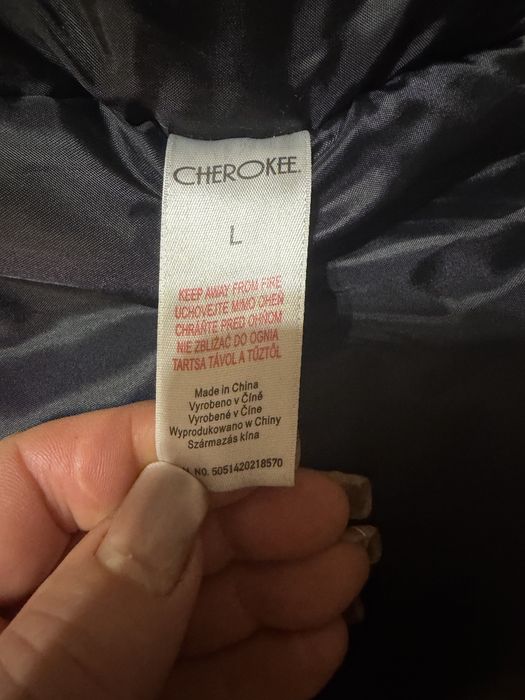 CHEROKEE.
L
KEEP AWAY FROM FIRE
UCHOVEJTE MIMO OHEŇ
CHRÁŇTE PRED OHŇOM
NIE ZBLIŻAĆ DO OGNIA
TARTSA TÁVOL A TŰZTŐL
Made in China
Vyrobeno v Číně
Vyrobené v Číne
Wyprodukowano w Chiny
Származás kína
NO. 5051420218570